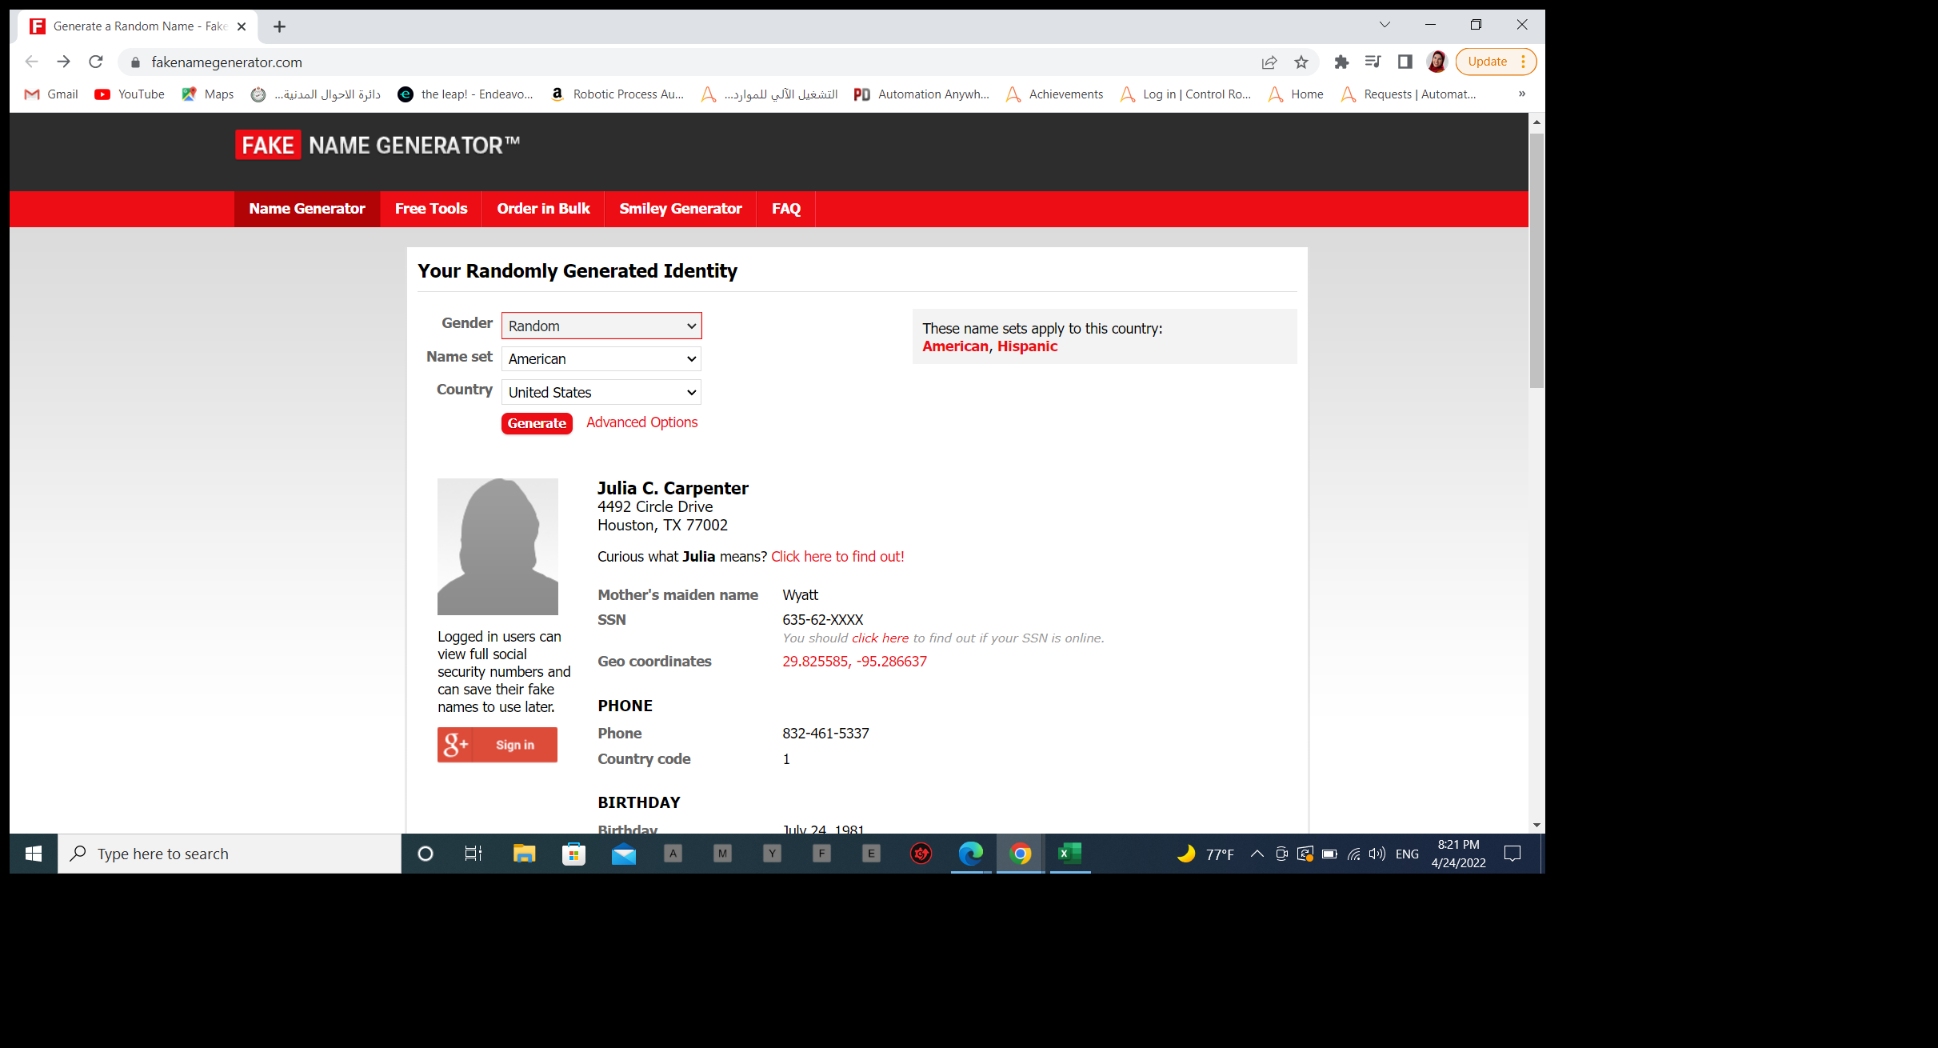 Generate a Random Name - Fake
fakenamegenerator.com
Update
Gmail
YouTube
Maps
دائرة الاحوال المدنية...
the leap! - Endeavo...
Robotic Process Au...
التشغيل الآلي للموارد...
Automation Anywh...
Achievements
Log in | Control Ro...
Home
Requests | Automat...
»
FAKE NAME GENERATOR™
Name Generator
Free Tools
Order in Bulk
Smiley Generator
FAQ
Your Randomly Generated Identity
Gender
Random
Name set
American
Country
United States
Generate
Advanced Options
These name sets apply to this country:
American, Hispanic
Julia C. Carpenter
4492 Circle Drive
Houston, TX 77002
Curious what Julia means? Click here to find out!
Mother's maiden name
Wyatt
SSN
635-62-XXXX
You should click here to find out if your SSN is online.
Geo coordinates
29.825585, -95.286637
Logged in users can
view full social
security numbers and
can save their fake
names to use later.
g+ Sign in
PHONE
Phone
832-461-5337
Country code
1
BIRTHDAY
Birthday
July 24, 1981
Type here to search
A
M
Y
F
E
77°F
ENG
8:21 PM
4/24/2022